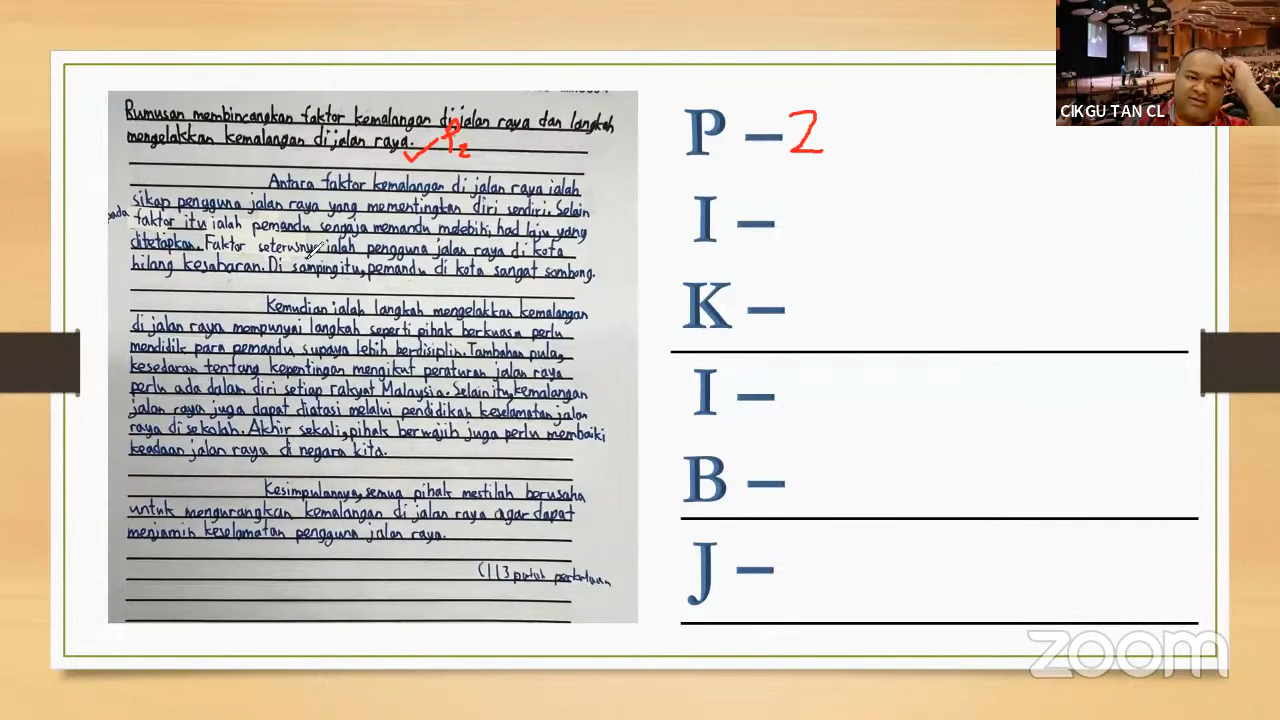 Rumusan membincangkan faktor kemalangan di jalan raya dan langkah
mengelakkan kemalangan di jalan raya.
P2
Antara faktor kemalangan di jalan raya ialah
sikap pengguna jalan raya yang mementingkan diri sendiri. Selain
faktor itu ialah pemandu sengaja memandu melebihi had laju yang
ditetapkan. Faktor seterusnya ialah pengguna jalan raya di kota
hilang kesabaran. Di samping itu, pemandu di kota sangat sombong.
Kemudian ialah langkah mengelakkan kemalangan
di jalan raya mempunyai langkah seperti pihak berkuasa perlu
mendidik para pemandu supaya lebih berdisiplin. Tambahan pula,
kesedaran tentang kepentingan mengikut peraturan jalan raya
perlu ada dalam diri setiap rakyat Malaysia. Selain itu, kemalangan
jalan raya juga dapat diatasi melalui pendidikan keselamatan jalan
raya di sekolah. Akhir sekali, pihak berwajib juga perlu membaiki
keadaan jalan raya di negara kita.
Kesimpulannya, semua pihak mestilah berusaha
untuk mengurangkan kemalangan di jalan raya agar dapat
menjamin keselamatan pengguna jalan raya.
(113 patah perkataan
P – 2
I –
K –
I –
B –
J –
CIKGU TAN CL
zoom